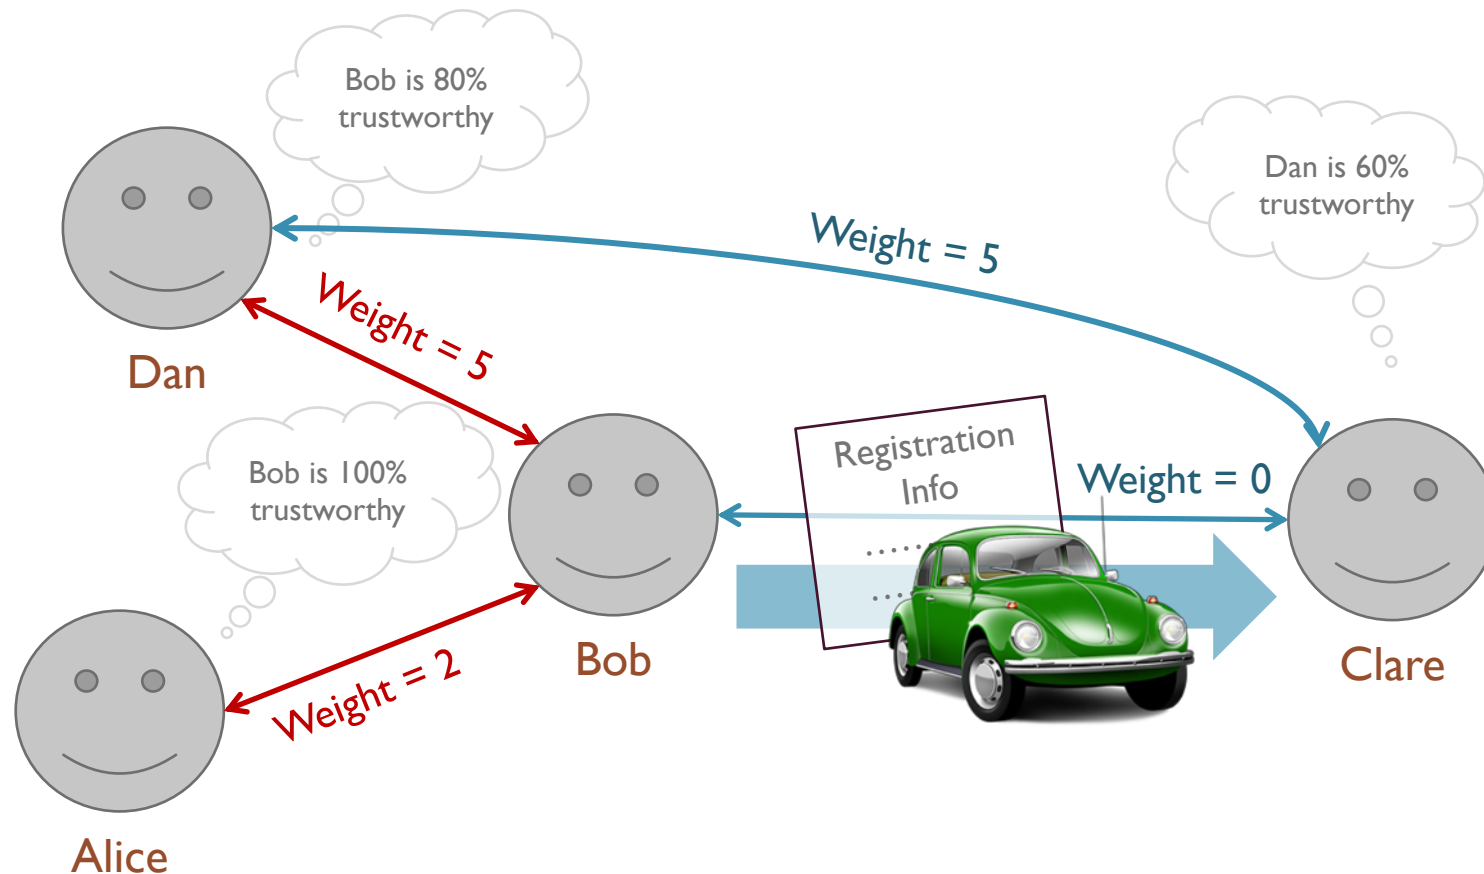 Bob is 80%
trustworthy
Dan is 60%
trustworthy
Weight = 5
Weight = 5
Dan
Bob is 100%
trustworthy
Registration
Info
Weight = 0
Bob
Clare
Weight = 2
Alice